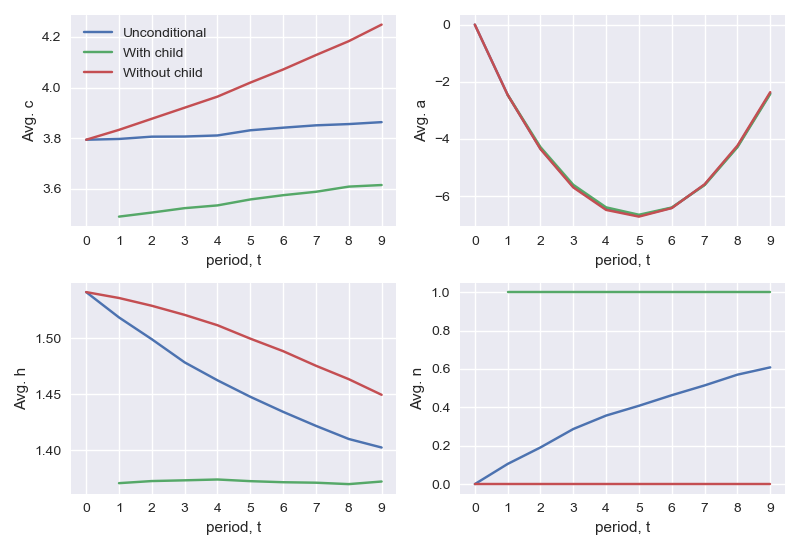 Avg. c
4.2
4.0
3.8
3.6
Unconditional
With child
Without child
0 1 2 3 4 5 6 7 8 9
period, t
Avg. a
0
−2
−4
−6
0 1 2 3 4 5 6 7 8 9
period, t
Avg. h
1.50
1.45
1.40
0 1 2 3 4 5 6 7 8 9
period, t
Avg. n
1.0
0.8
0.6
0.4
0.2
0.0
0 1 2 3 4 5 6 7 8 9
period, t